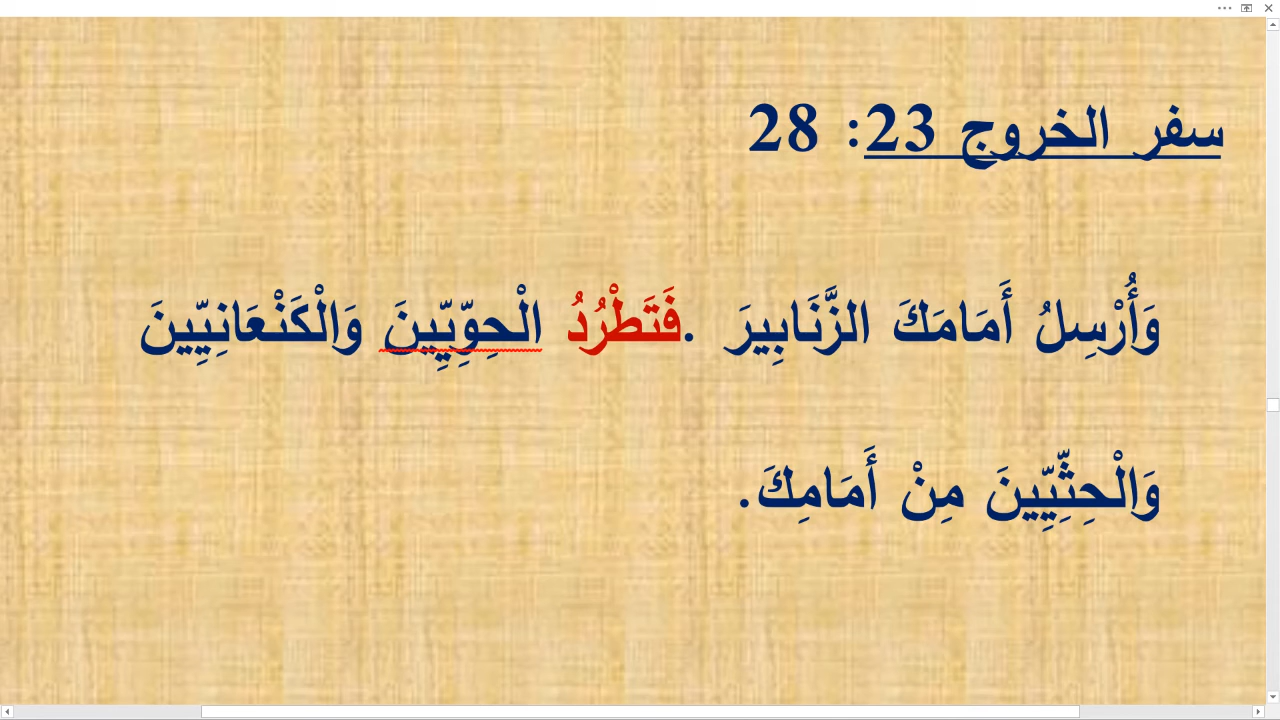 سفر الخروج 23: 28
وَأُرْسِلُ أَمَامَكَ الزَّنَابِيرَ .فَتَطْرُدُ الْحِوِّيِّينَ وَالْكَنْعَانِيِّينَ
وَالْحِثِّيِّينَ مِنْ أَمَامِكَ.